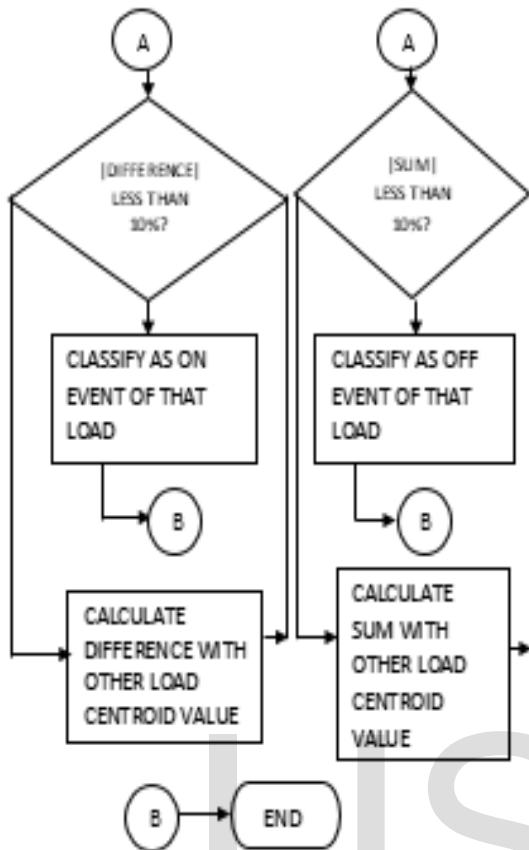 A
|DIFFERENCE|
LESS THAN
10%?
CLASSIFY AS ON
EVENT OF THAT
LOAD
B
CALCULATE
DIFFERENCE WITH
OTHER LOAD
CENTROID VALUE
A
|SUM|
LESS THAN
10%?
CLASSIFY AS OFF
EVENT OF THAT
LOAD
B
CALCULATE
SUM WITH
OTHER LOAD
CENTROID
VALUE
B
END